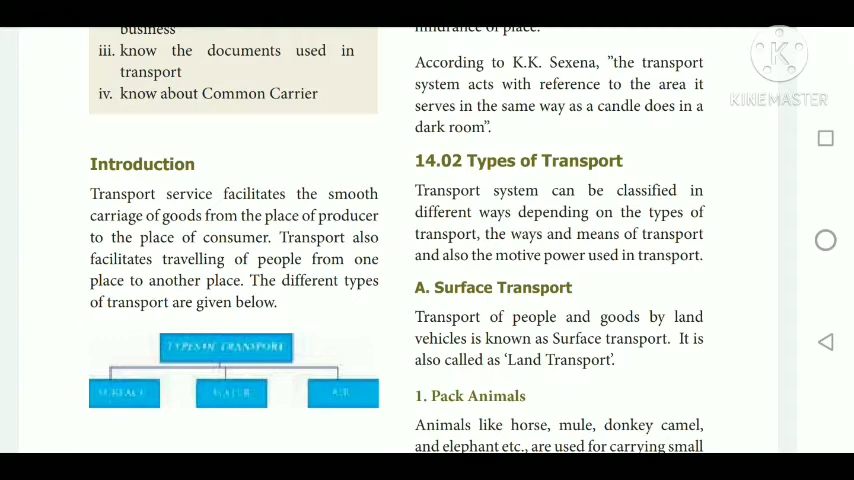 business
iii. know the documents used in
transport
iv. know about Common Carrier
Introduction
Transport service facilitates the smooth
carriage of goods from the place of producer
to the place of consumer. Transport also
facilitates travelling of people from one
place to another place. The different types
of transport are given below.
TYPES OF TRANSPORT
SURFACE
WATER
AIR
hindrance of place.
According to K.K. Sexena, "the transport
system acts with reference to the area it
serves in the same way as a candle does in a
dark room".
14.02 Types of Transport
Transport system can be classified in
different ways depending on the types of
transport, the ways and means of transport
and also the motive power used in transport.
A. Surface Transport
Transport of people and goods by land
vehicles is known as Surface transport. It is
also called as 'Land Transport'.
1. Pack Animals
Animals like horse, mule, donkey camel,
and elephant etc., are used for carrying small
KINEMASTER